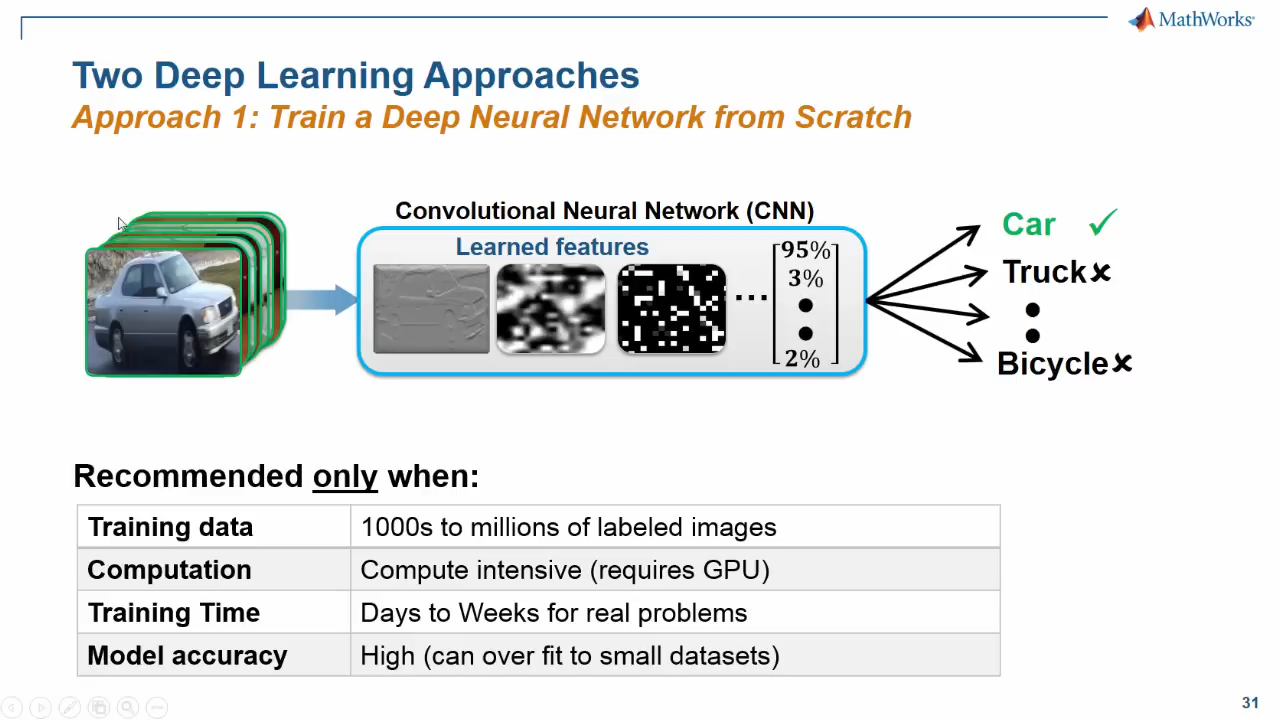 MathWorks®
Two Deep Learning Approaches
Approach 1: Train a Deep Neural Network from Scratch
Convolutional Neural Network (CNN)
Learned features
...
95%
3%
●
●
2%
Car ✓
Truck✘
●
●
Bicycle✘
Recommended only when:
Training data 1000s to millions of labeled images
Computation Compute intensive (requires GPU)
Training Time Days to Weeks for real problems
Model accuracy High (can over fit to small datasets)
31